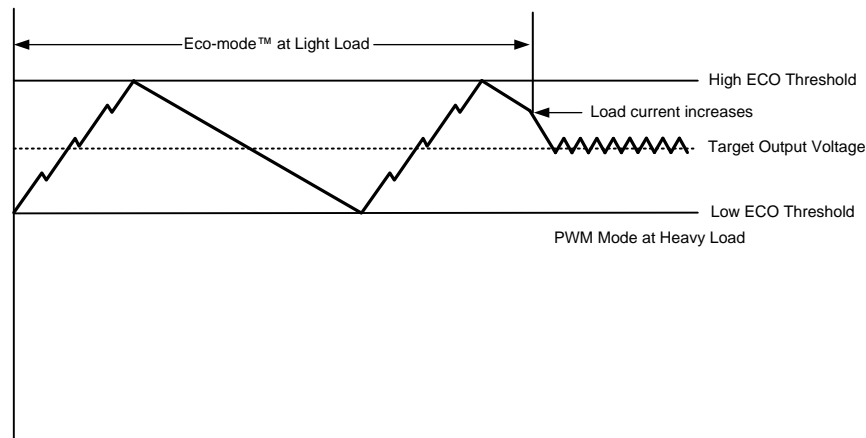 Eco-mode™ at Light Load
High ECO Threshold
Load current increases
Target Output Voltage
Low ECO Threshold
PWM Mode at Heavy Load